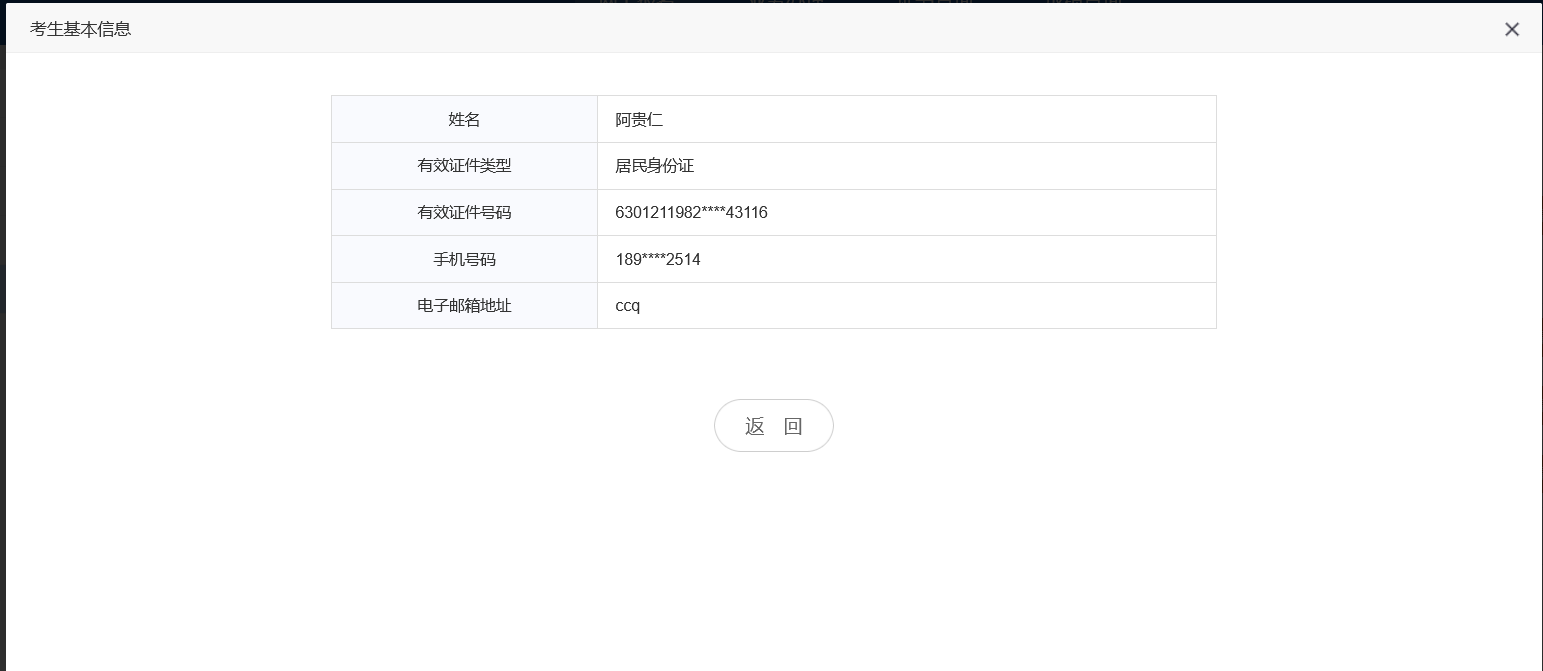 考生基本信息
姓名 阿贵仁
有效证件类型 居民身份证
有效证件号码 6301211982****43116
手机号码 189****2514
电子邮箱地址 ccq
返 回